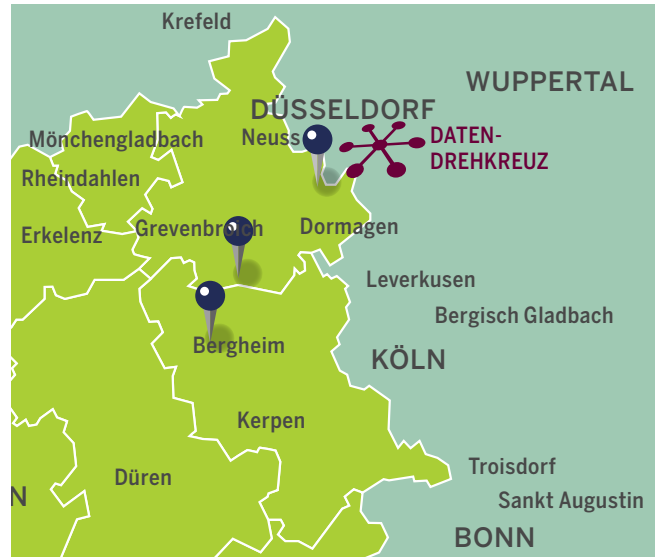 Krefeld
WUPPERTAL
DÜSSELDORF
Mönchengladbach
Neuss
DATEN-
DREHKREUZ
Rheindahlen
Erkelenz
Grevenbroich
Dormagen
Leverkusen
Bergisch Gladbach
Bergheim
KÖLN
Kerpen
Düren
Troisdorf
N
Sankt Augustin
BONN